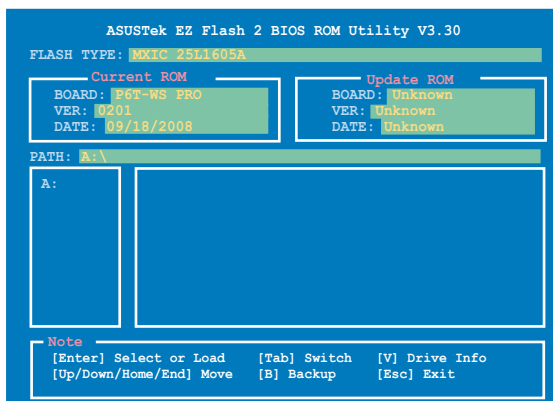 ASUSTek EZ Flash 2 BIOS ROM Utility V3.30
FLASH TYPE: MXIC 25L1605A
Current ROM
BOARD: P6T-WS PRO
VER: 0201
DATE: 09/18/2008
Update ROM
BOARD: Unknown
VER: Unknown
DATE: Unknown
PATH: A:\
A:
Note
[Enter] Select or Load [Tab] Switch [V] Drive Info
[Up/Down/Home/End] Move [B] Backup [Esc] Exit